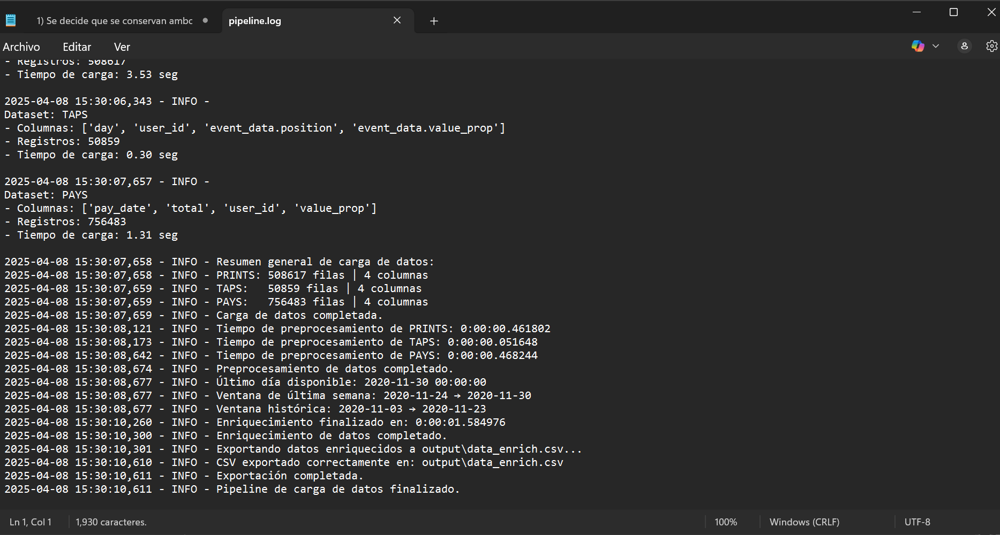 1) Se decide que se conservan ambc
pipeline.log
Archivo Editar Ver
- Registros: 508617
- Tiempo de carga: 3.53 seg
2025-04-08 15:30:06,343 - INFO -
Dataset: TAPS
- Columnas: ['day', 'user_id', 'event_data.position', 'event_data.value_prop']
- Registros: 50859
- Tiempo de carga: 0.30 seg
2025-04-08 15:30:07,657 - INFO -
Dataset: PAYS
- Columnas: ['pay_date', 'total', 'user_id', 'value_prop']
- Registros: 756483
- Tiempo de carga: 1.31 seg
2025-04-08 15:30:07,658 - INFO - Resumen general de carga de datos:
2025-04-08 15:30:07,658 - INFO - PRINTS: 508617 filas | 4 columnas
2025-04-08 15:30:07,659 - INFO - TAPS:   50859 filas | 4 columnas
2025-04-08 15:30:07,659 - INFO - PAYS:   756483 filas | 4 columnas
2025-04-08 15:30:07,659 - INFO - Carga de datos completada.
2025-04-08 15:30:08,121 - INFO - Tiempo de preprocesamiento de PRINTS: 0:00:00.461802
2025-04-08 15:30:08,173 - INFO - Tiempo de preprocesamiento de TAPS: 0:00:00.051648
2025-04-08 15:30:08,642 - INFO - Tiempo de preprocesamiento de PAYS: 0:00:00.468244
2025-04-08 15:30:08,674 - INFO - Preprocesamiento de datos completado.
2025-04-08 15:30:08,677 - INFO - Último día disponible: 2020-11-30 00:00:00
2025-04-08 15:30:08,677 - INFO - Ventana de última semana: 2020-11-24 → 2020-11-30
2025-04-08 15:30:08,677 - INFO - Ventana histórica: 2020-11-03 → 2020-11-23
2025-04-08 15:30:10,260 - INFO - Enriquecimiento finalizado en: 0:00:01.584976
2025-04-08 15:30:10,300 - INFO - Enriquecimiento de datos completado.
2025-04-08 15:30:10,301 - INFO - Exportando datos enriquecidos a output\data_enrich.csv...
2025-04-08 15:30:10,610 - INFO - CSV exportado correctamente en: output\data_enrich.csv
2025-04-08 15:30:10,611 - INFO - Exportación completada.
2025-04-08 15:30:10,611 - INFO - Pipeline de carga de datos finalizado.
Ln 1, Col 1 1,930 caracteres. 100% Windows (CRLF) UTF-8